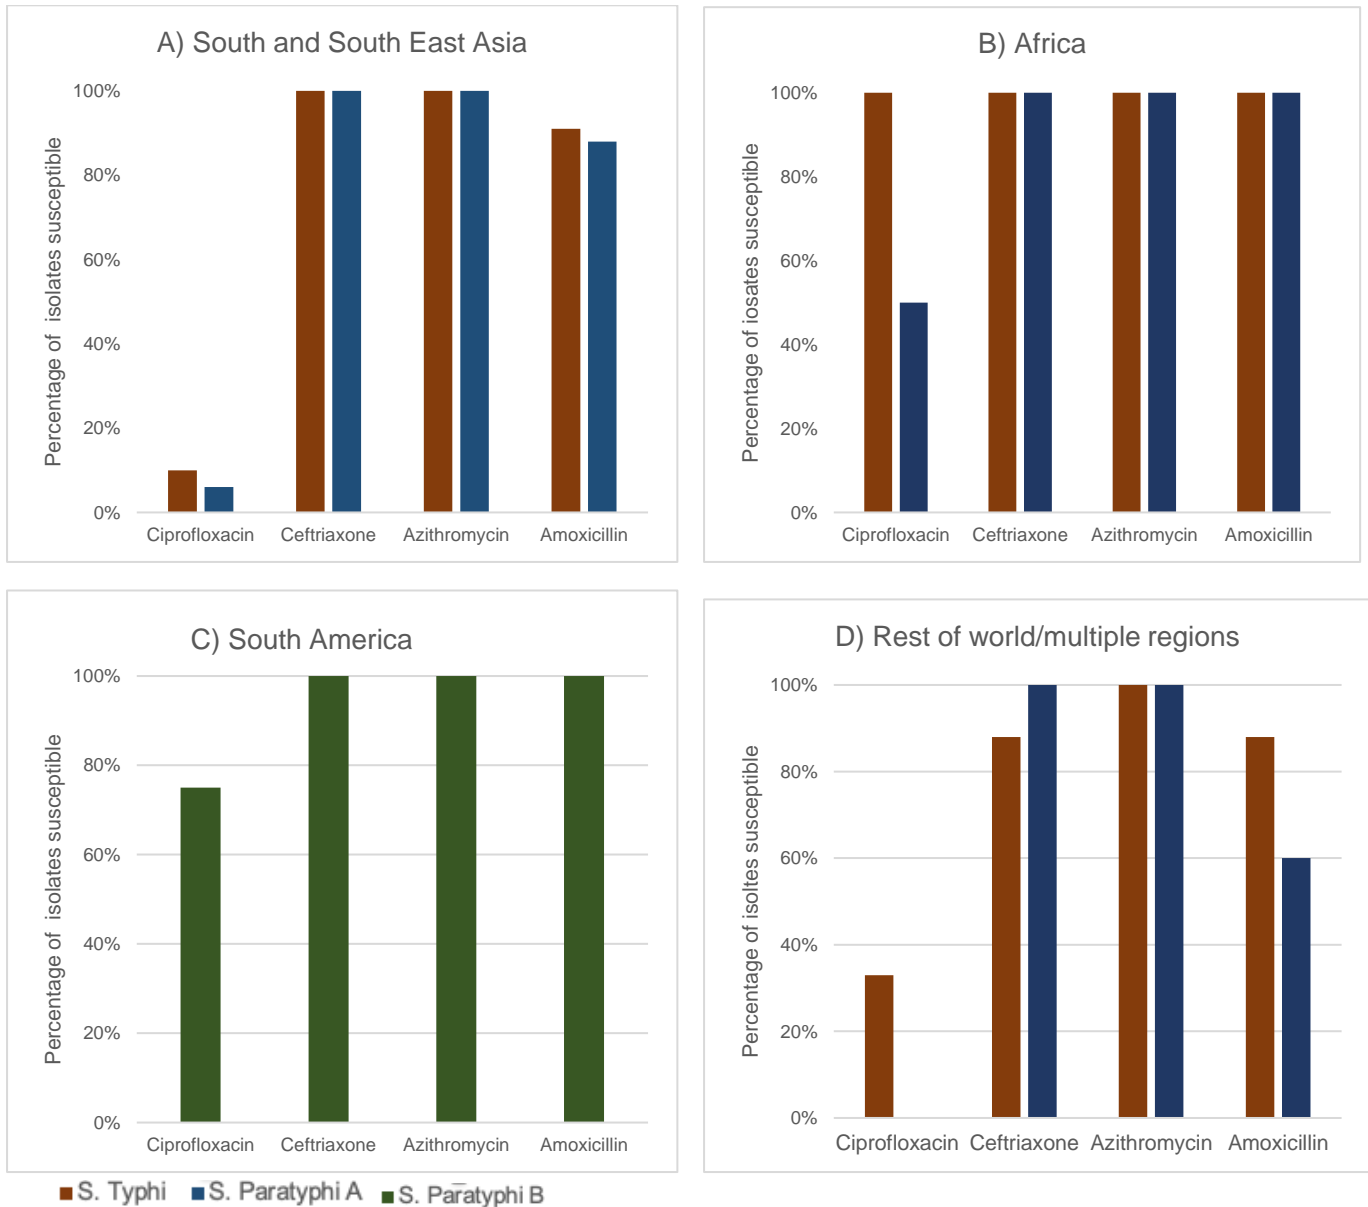 A) South and South East Asia
Percentage of isolates susceptible
100%
80%
60%
40%
20%
0%
Ciprofloxacin Ceftriaxone Azithromycin Amoxicillin
B) Africa
Percentage of iosates susceptible
100%
80%
60%
40%
20%
0%
Ciprofloxacin Ceftriaxone Azithromycin Amoxicillin
C) South America
Percentage of isolates susceptible
100%
80%
60%
40%
20%
0%
Ciprofloxacin Ceftriaxone Azithromycin Amoxicillin
D) Rest of world/multiple regions
Percentage of isoltes susceptible
100%
80%
60%
40%
20%
0%
Ciprofloxacin Ceftriaxone Azithromycin Amoxicillin
S. Typhi S. Paratyphi A S. Paratyphi B